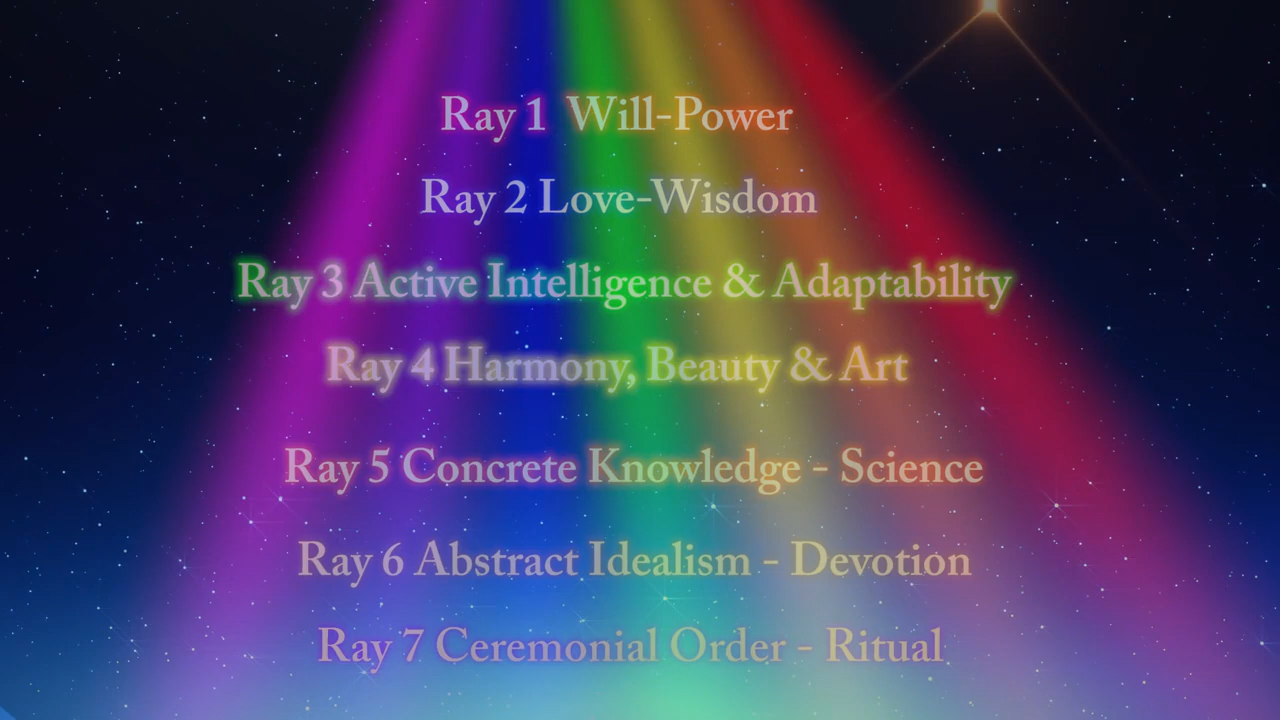 Ray 1 Will-Power
Ray 2 Love-Wisdom
Ray 3 Active Intelligence & Adaptability
Ray 4 Harmony, Beauty & Art
Ray 5 Concrete Knowledge - Science
Ray 6 Abstract Idealism - Devotion
Ray 7 Ceremonial Order - Ritual